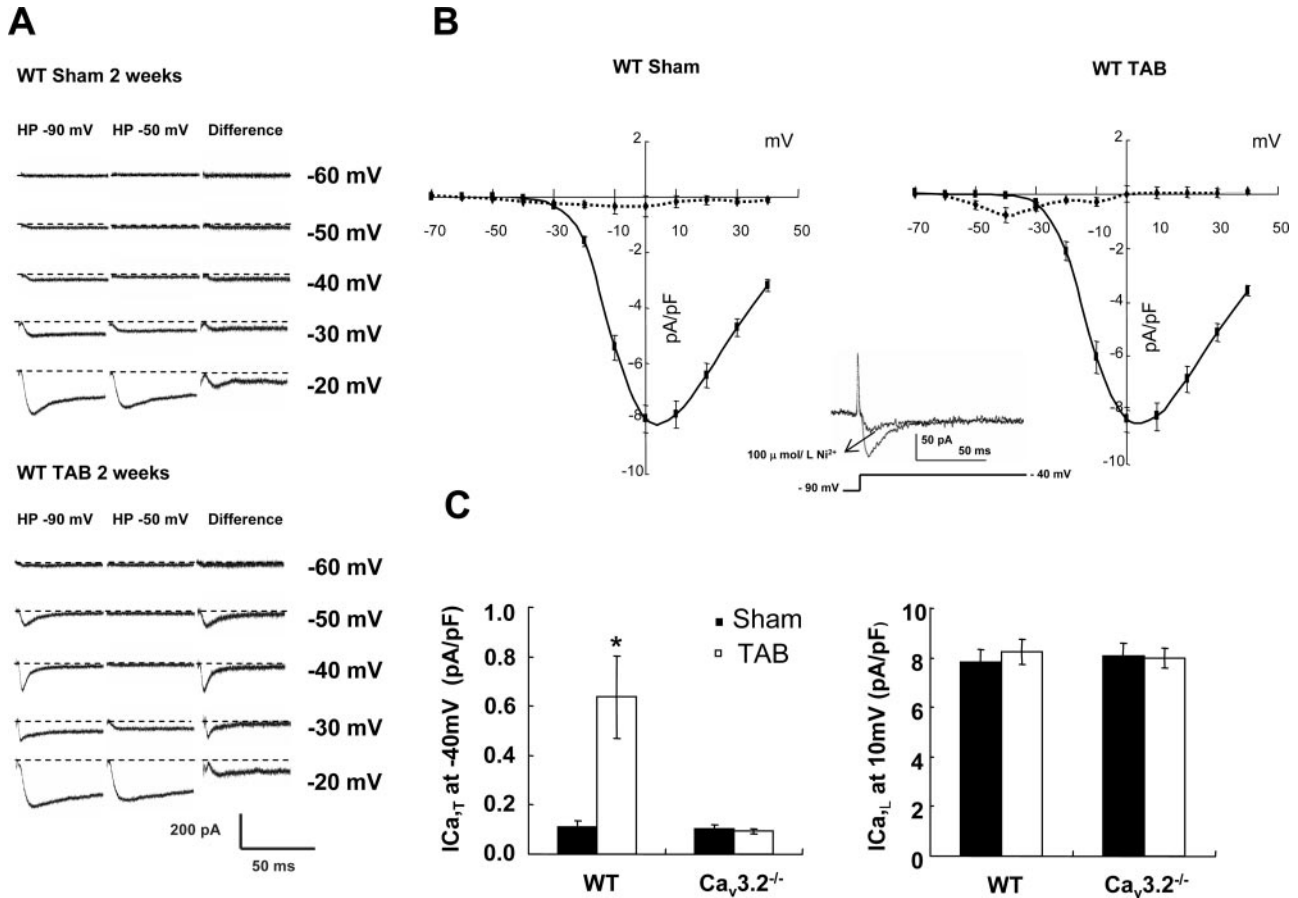 A
WT Sham 2 weeks
HP -90 mV HP -50 mV Difference
-60 mV
-50 mV
-40 mV
-30 mV
-20 mV
WT TAB 2 weeks
HP -90 mV HP -50 mV Difference
-60 mV
-50 mV
-40 mV
-30 mV
-20 mV
200 pA
50 ms
B
WT Sham
2
mV
-70 -50 -30 -10 10 30 50
-2
-4
-6
-8
-10
pA/pF
WT TAB
2
mV
-70 -50 -30 -10 10 30 50
-2
-4
-6
-8
-10
pA/pF
100 μ mol/ L Ni²⁺
50 pA
50 ms
- 90 mV
- 40 mV
C
ICa,T at -40mV (pA/pF)
1.0
0.8
0.6
0.4
0.2
0.0
*
Sham
TAB
WT Caᵥ3.2⁻/⁻
ICa,L at 10mV (pA/pF)
10
8
6
4
2
0
WT Caᵥ3.2⁻/⁻